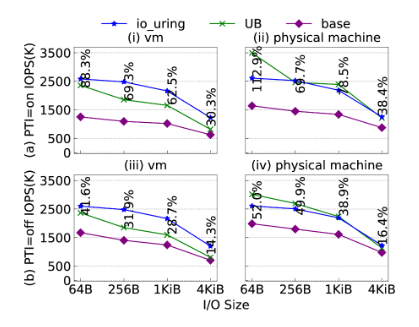 io_uring UB base
(i) vm
(ii) physical machine
(a) PTI=on IOPS(K)
3500
2500
1500
500
0
88.3%
69.3%
62.5%
30.3%
112.9%
69.7%
78.5%
38.4%
(iii) vm
(iv) physical machine
(b) PTI=off IOPS(K)
3500
2500
1500
500
0
41.6%
31.9%
28.7%
14.3%
52.0%
49.9%
38.9%
16.4%
64B 256B 1KiB 4KiB 64B 256B 1KiB 4KiB
I/O Size